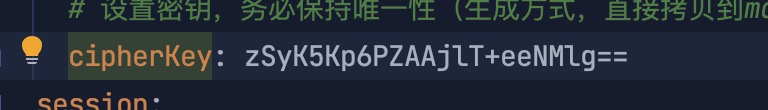 # 设置密钥，务必保持唯一性（生成方式，直接拷贝到
cipherKey: zSyK5Kp6PZAAjlT+eeNMlg==
session: